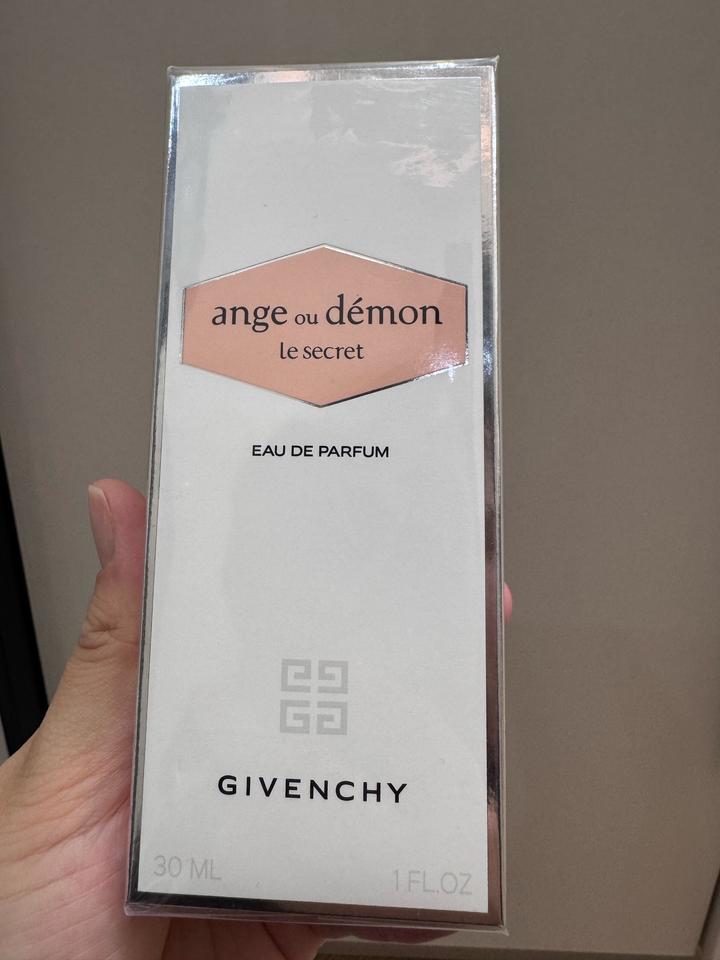 ange ou démon
le secret
EAU DE PARFUM
GIVENCHY
30 ML
1 FL.OZ